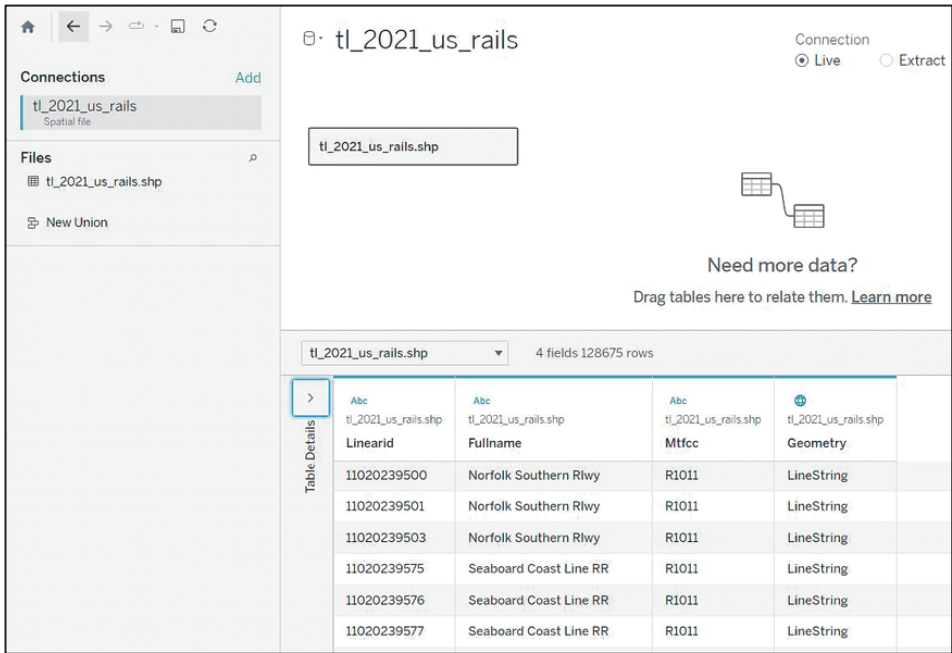 Connections Add
tl_2021_us_rails
Spatial file
Files
tl_2021_us_rails.shp
New Union
tl_2021_us_rails
Connection
Live Extract
tl_2021_us_rails.shp
Need more data?
Drag tables here to relate them. Learn more
tl_2021_us_rails.shp 4 fields 128675 rows
Table Details
Abc Abc Abc
tl_2021_us_rails.shp tl_2021_us_rails.shp tl_2021_us_rails.shp tl_2021_us_rails.shp
Linearid Fullname Mtfcc Geometry
11020239500 Norfolk Southern Rlwy R1011 LineString
11020239501 Norfolk Southern Rlwy R1011 LineString
11020239503 Norfolk Southern Rlwy R1011 LineString
11020239575 Seaboard Coast Line RR R1011 LineString
11020239576 Seaboard Coast Line RR R1011 LineString
11020239577 Seaboard Coast Line RR R1011 LineString